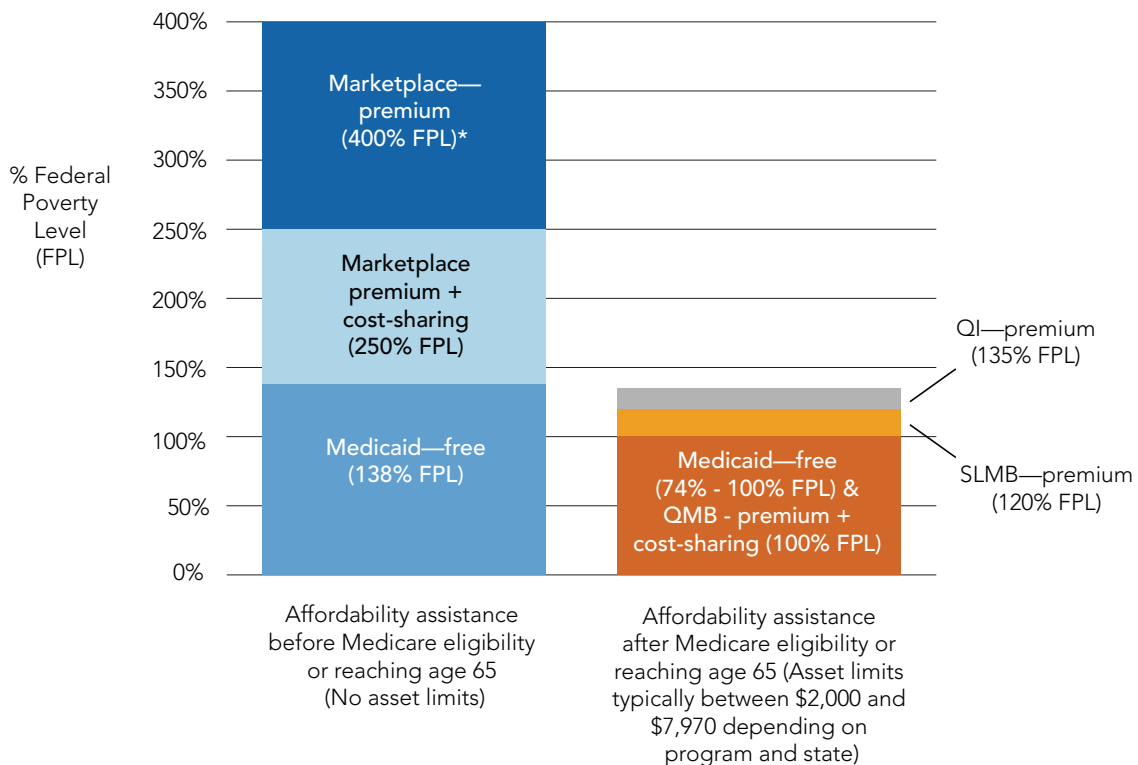 400%
350%
300%
250%
200%
150%
100%
50%
0%
% Federal
Poverty
Level
(FPL)
Marketplace—
premium
(400% FPL)*
Marketplace
premium +
cost-sharing
(250% FPL)
Medicaid—free
(138% FPL)
Medicaid—free
(74% - 100% FPL) &
QMB - premium +
cost-sharing (100% FPL)
QI—premium
(135% FPL)
SLMB—premium
(120% FPL)
Affordability assistance
before Medicare eligibility
or reaching age 65
(No asset limits)
Affordability assistance
after Medicare eligibility or
reaching age 65 (Asset limits
typically between $2,000 and
$7,970 depending on
program and state)